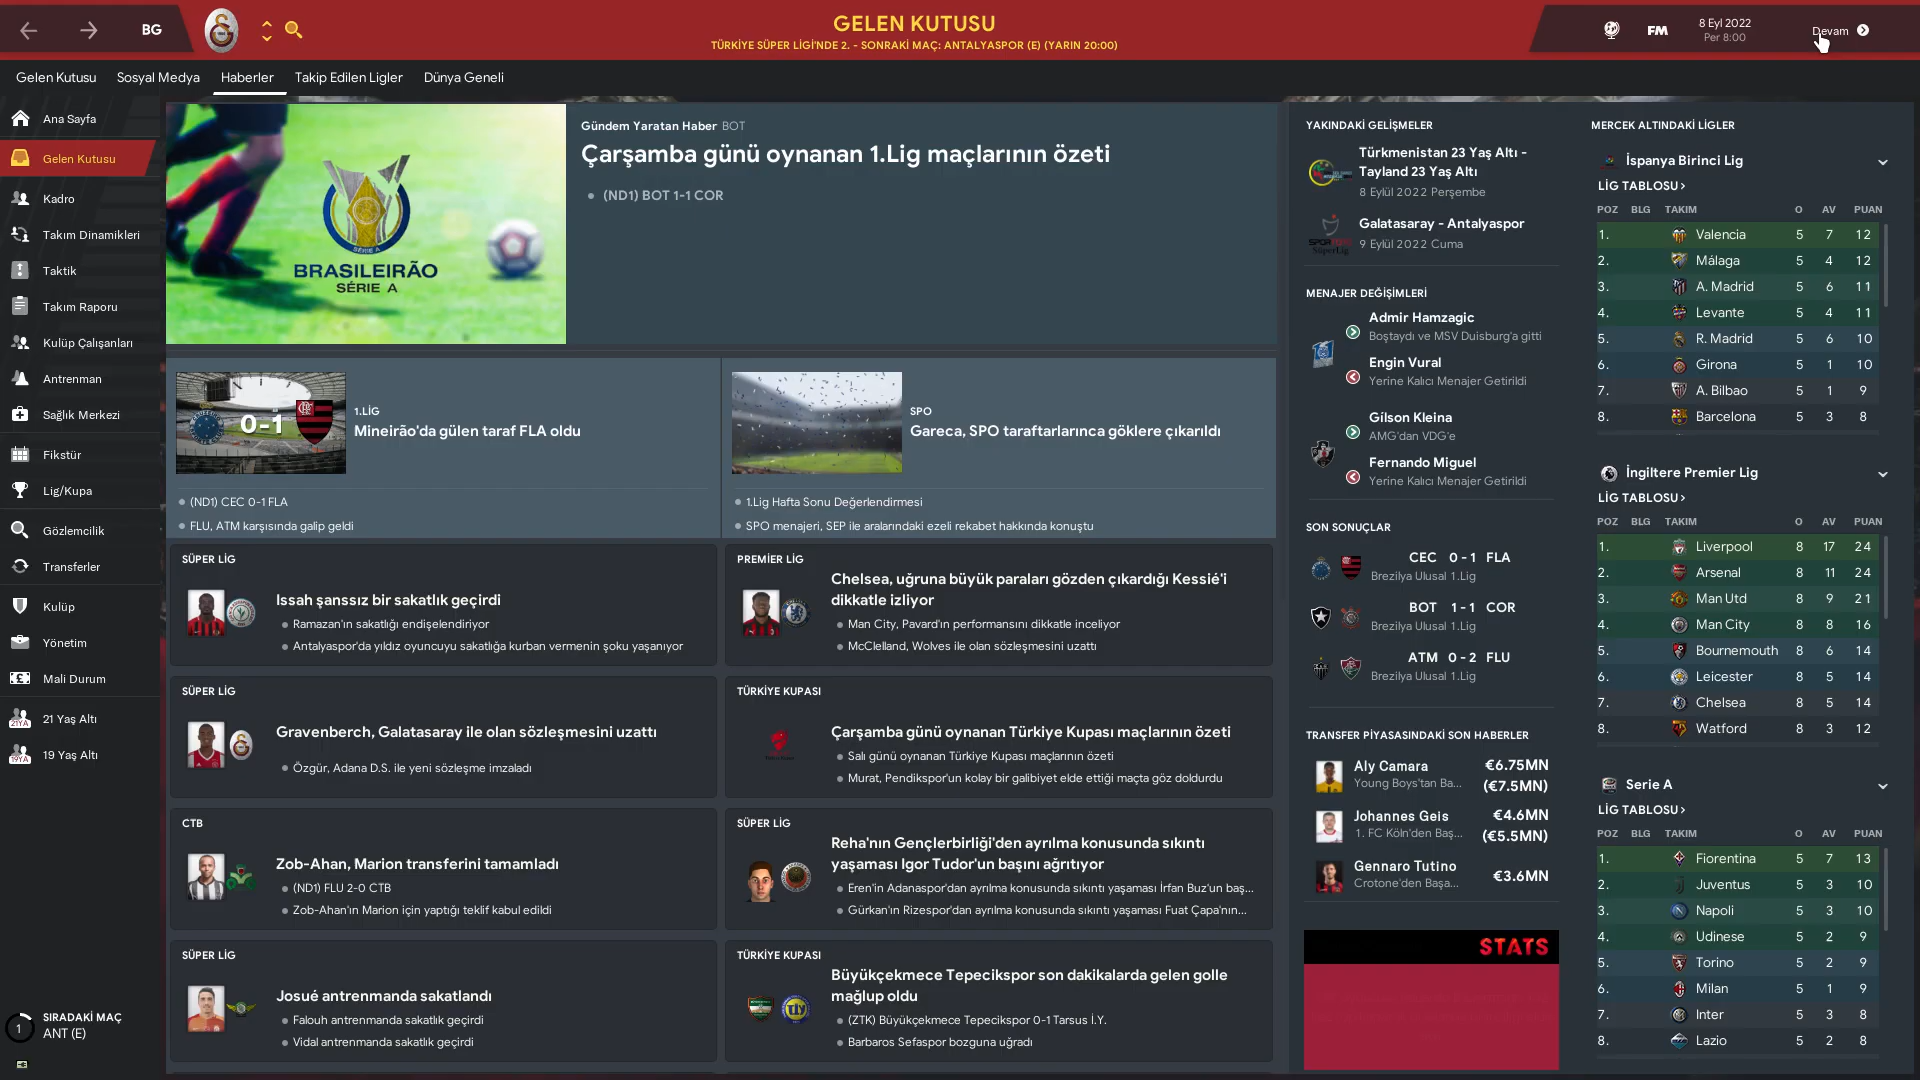 BG
GELEN KUTUSU
TÜRKİYE SÜPER LİGİ'NDE 2. - SONRAKİ MAÇ: ANTALYASPOR (E) (YARIN 20:00)
FM
8 Eyl 2022
Per 8:00
Devam
Gelen Kutusu
Sosyal Medya
Haberler
Takip Edilen Ligler
Dünya Geneli
Ana Sayfa
Gelen Kutusu
Kadro
Takım Dinamikleri
Taktik
Takım Raporu
Kulüp Çalışanları
Antrenman
Sağlık Merkezi
Fikstür
Lig/Kupa
Gözlemcilik
Transferler
Kulüp
Yönetim
Mali Durum
21YA
21 Yaş Altı
19YA
19 Yaş Altı
1
SIRADAKİ MAÇ
ANT (E)
SÉRIE A
BRASILEIRÃO
SÉRIE A
Gündem Yaratan Haber BOT
Çarşamba günü oynanan 1.Lig maçlarının özeti
(ND1) BOT 1-1 COR
0-1
1.LİG
Mineirão'da gülen taraf FLA oldu
(ND1) CEC 0-1 FLA
FLU, ATM karşısında galip geldi
SPO
Gareca, SPO taraftarlarınca göklere çıkarıldı
1.Lig Hafta Sonu Değerlendirmesi
SPO menajeri, SEP ile aralarındaki ezeli rekabet hakkında konuştu
SÜPER LİG
Issah şanssız bir sakatlık geçirdi
Ramazan'ın sakatlığı endişelendiriyor
Antalyaspor'da yıldız oyuncuyu sakatlığa kurban vermenin şoku yaşanıyor
PREMİER LİG
Chelsea, uğruna büyük paraları gözden çıkardığı Kessié'i
dikkatle izliyor
Man City, Pavard'ın performansını dikkatle inceliyor
McClelland, Wolves ile olan sözleşmesini uzattı
SÜPER LİG
Gravenberch, Galatasaray ile olan sözleşmesini uzattı
Özgür, Adana D.S. ile yeni sözleşme imzaladı
TÜRKİYE KUPASI
Çarşamba günü oynanan Türkiye Kupası maçlarının özeti
Salı günü oynanan Türkiye Kupası maçlarının özeti
Murat, Pendikspor'un kolay bir galibiyet elde ettiği maçta göz doldurdu
CTB
Zob-Ahan, Marion transferini tamamladı
(ND1) FLU 2-0 CTB
Zob-Ahan'ın Marion için yaptığı teklif kabul edildi
SÜPER LİG
Reha'nın Gençlerbirliği'den ayrılma konusunda sıkıntı
yaşaması Igor Tudor'un başını ağrıtıyor
Eren'in Adanaspor'dan ayrılma konusunda sıkıntı yaşaması İrfan Buz'un baş...
Gürkan'ın Rizespor'dan ayrılma konusunda sıkıntı yaşaması Fuat Çapa'nın...
SÜPER LİG
Josué antrenmanda sakatlandı
Falouh antrenmanda sakatlık geçirdi
Vidal antrenmanda sakatlık geçirdi
TÜRKİYE KUPASI
Büyükçekmece Tepecikspor son dakikalarda gelen golle
mağlup oldu
(ZTK) Büyükçekmece Tepecikspor 0-1 Tarsus İ.Y.
Barbaros Sefaspor bozguna uğradı
YAKINDAKİ GELİŞMELER
Türkmenistan 23 Yaş Altı -
Tayland 23 Yaş Altı
8 Eylül 2022 Perşembe
Galatasaray - Antalyaspor
9 Eylül 2022 Cuma
MENAJER DEĞİŞİMLERİ
Admir Hamzagic
Boştaydı ve MSV Duisburg'a gitti
Engin Vural
Yerine Kalıcı Menajer Getirildi
Gílson Kleina
AMG'dan VDG'e
Fernando Miguel
Yerine Kalıcı Menajer Getirildi
SON SONUÇLAR
CEC 0 - 1 FLA
Brezilya Ulusal 1.Lig
BOT 1 - 1 COR
Brezilya Ulusal 1.Lig
ATM 0 - 2 FLU
Brezilya Ulusal 1.Lig
TRANSFER PİYASASINDAKİ SON HABERLER
Aly Camara €6.75MN
Young Boys'tan Ba... (€7.5MN)
Johannes Geis €4.6MN
1. FC Köln'den Baş... (€5.5MN)
Gennaro Tutino
Crotone'den Başa... €3.6MN
STATS
MERCEK ALTINDAKİ LİGLER
İspanya Birinci Lig
LİG TABLOSU>
POZ BLG TAKIM O AV PUAN
1. Valencia 5 7 12
2. Málaga 5 4 12
3. A. Madrid 5 6 11
4. Levante 5 4 11
5. R. Madrid 5 6 10
6. Girona 5 1 10
7. A. Bilbao 5 1 9
8. Barcelona 5 3 8
İngiltere Premier Lig
LİG TABLOSU>
POZ BLG TAKIM O AV PUAN
1. Liverpool 8 17 24
2. Arsenal 8 11 24
3. Man Utd 8 9 21
4. Man City 8 8 16
5. Bournemouth 8 6 14
6. Leicester 8 5 14
7. Chelsea 8 5 14
8. Watford 8 3 12
Serie A
LİG TABLOSU>
POZ BLG TAKIM O AV PUAN
1. Fiorentina 5 7 13
2. Juventus 5 3 10
3. Napoli 5 3 10
4. Udinese 5 2 9
5. Torino 5 2 9
6. Milan 5 1 9
7. Inter 5 3 8
8. Lazio 5 2 8